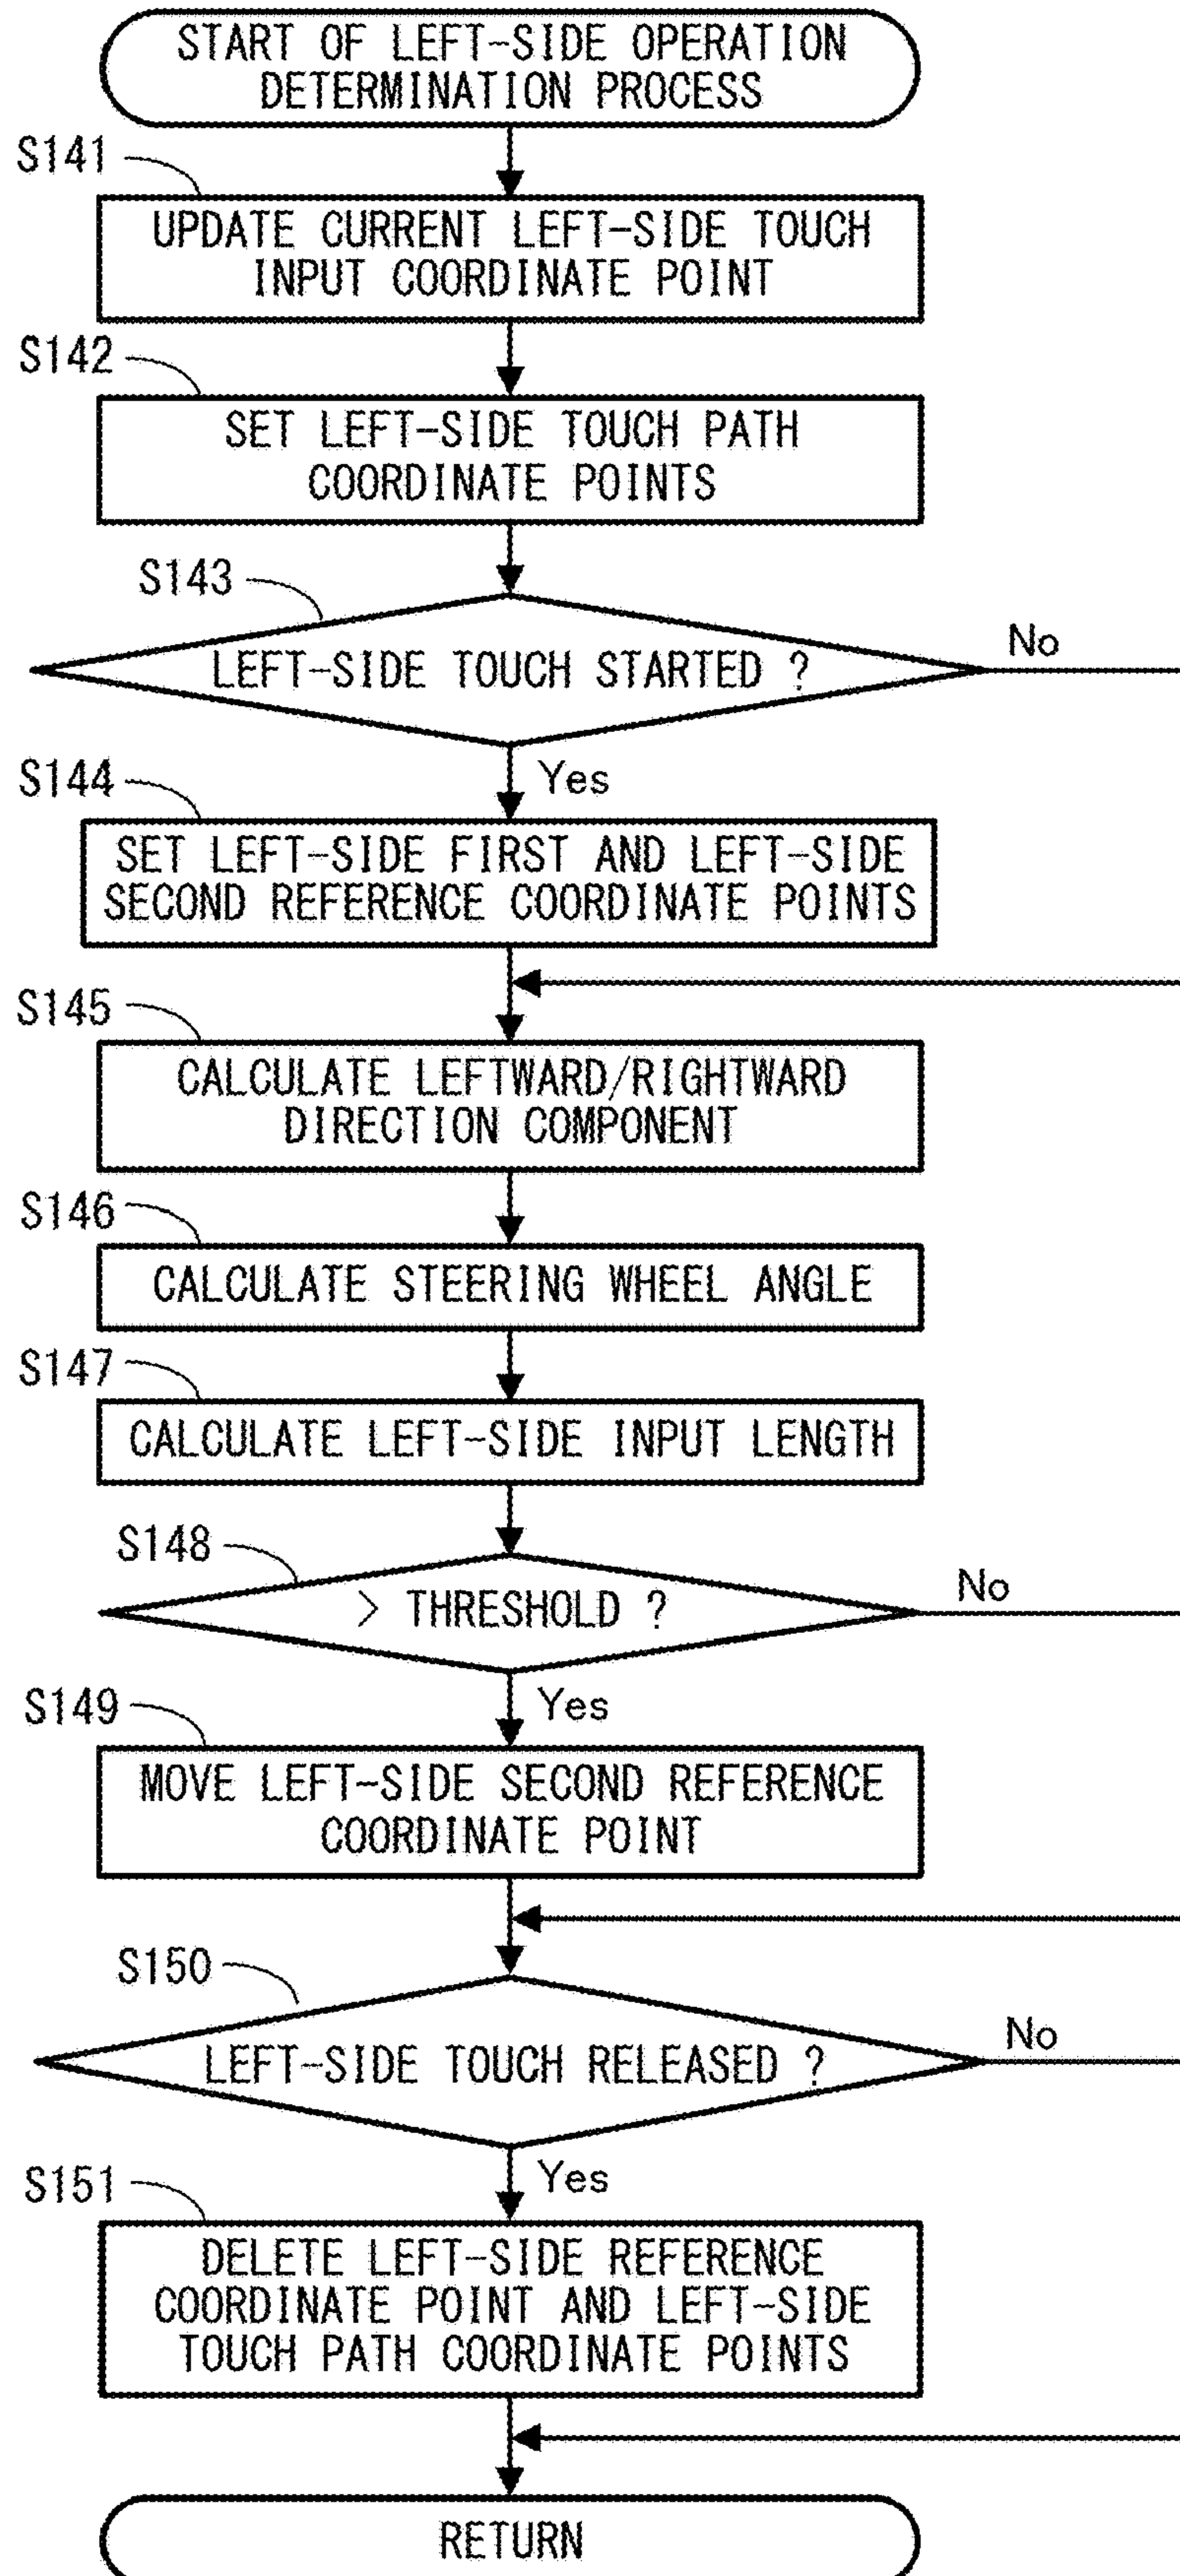 START OF LEFT-SIDE OPERATION
DETERMINATION PROCESS
S141
UPDATE CURRENT LEFT-SIDE TOUCH
INPUT COORDINATE POINT
S142
SET LEFT-SIDE TOUCH PATH
COORDINATE POINTS
S143
LEFT-SIDE TOUCH STARTED ?
No
Yes
S144
SET LEFT-SIDE FIRST AND LEFT-SIDE
SECOND REFERENCE COORDINATE POINTS
S145
CALCULATE LEFTWARD/RIGHTWARD
DIRECTION COMPONENT
S146
CALCULATE STEERING WHEEL ANGLE
S147
CALCULATE LEFT-SIDE INPUT LENGTH
S148
> THRESHOLD ?
No
Yes
S149
MOVE LEFT-SIDE SECOND REFERENCE
COORDINATE POINT
S150
LEFT-SIDE TOUCH RELEASED ?
No
Yes
S151
DELETE LEFT-SIDE REFERENCE
COORDINATE POINT AND LEFT-SIDE
TOUCH PATH COORDINATE POINTS
RETURN